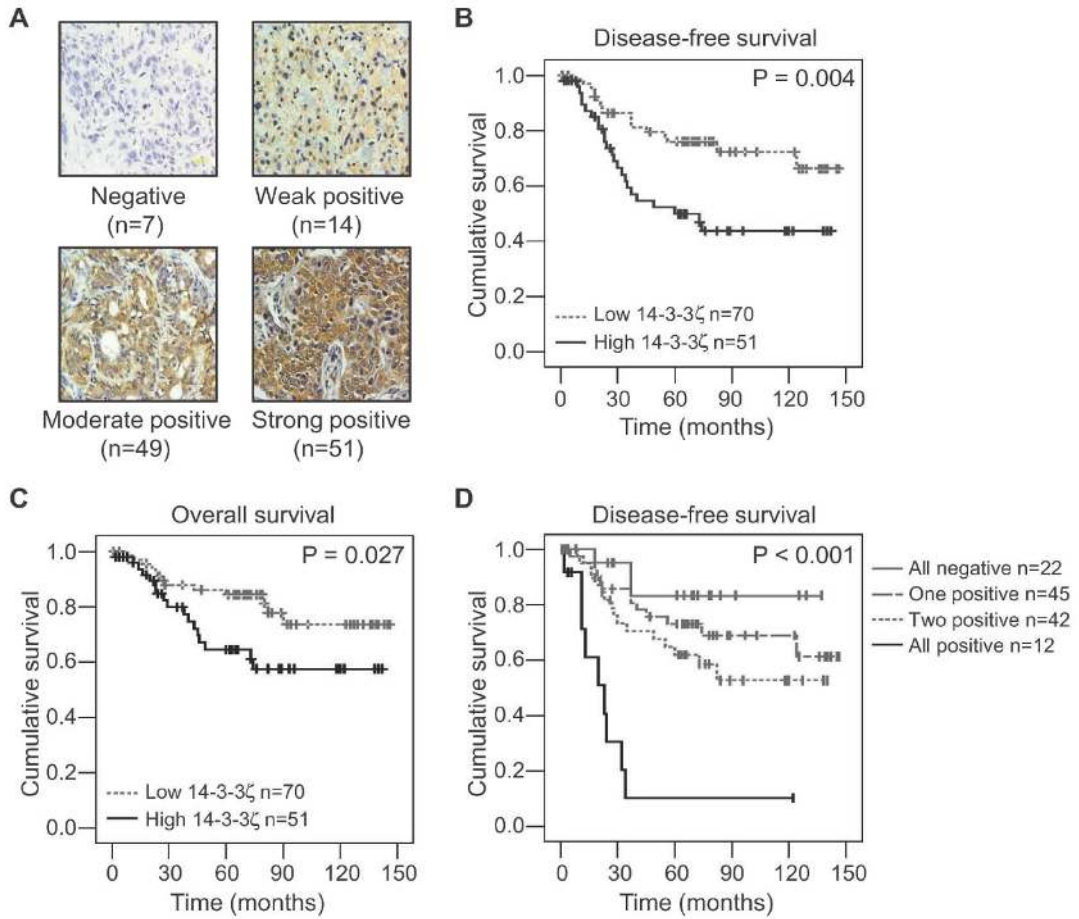 A
Negative
(n=7)
Weak positive
(n=14)
Moderate positive
(n=49)
Strong positive
(n=51)
B
Disease-free survival
P = 0.004
Cumulative survival
1.0
0.8
0.6
0.4
0.2
0.0
Low 14-3-3ζ n=70
High 14-3-3ζ n=51
0 30 60 90 120 150
Time (months)
C
Overall survival
P = 0.027
Cumulative survival
1.0
0.8
0.6
0.4
0.2
0.0
Low 14-3-3ζ n=70
High 14-3-3ζ n=51
0 30 60 90 120 150
Time (months)
D
Disease-free survival
P < 0.001
Cumulative survival
1.0
0.8
0.6
0.4
0.2
0.0
0 30 60 90 120 150
Time (months)
All negative n=22
One positive n=45
Two positive n=42
All positive n=12